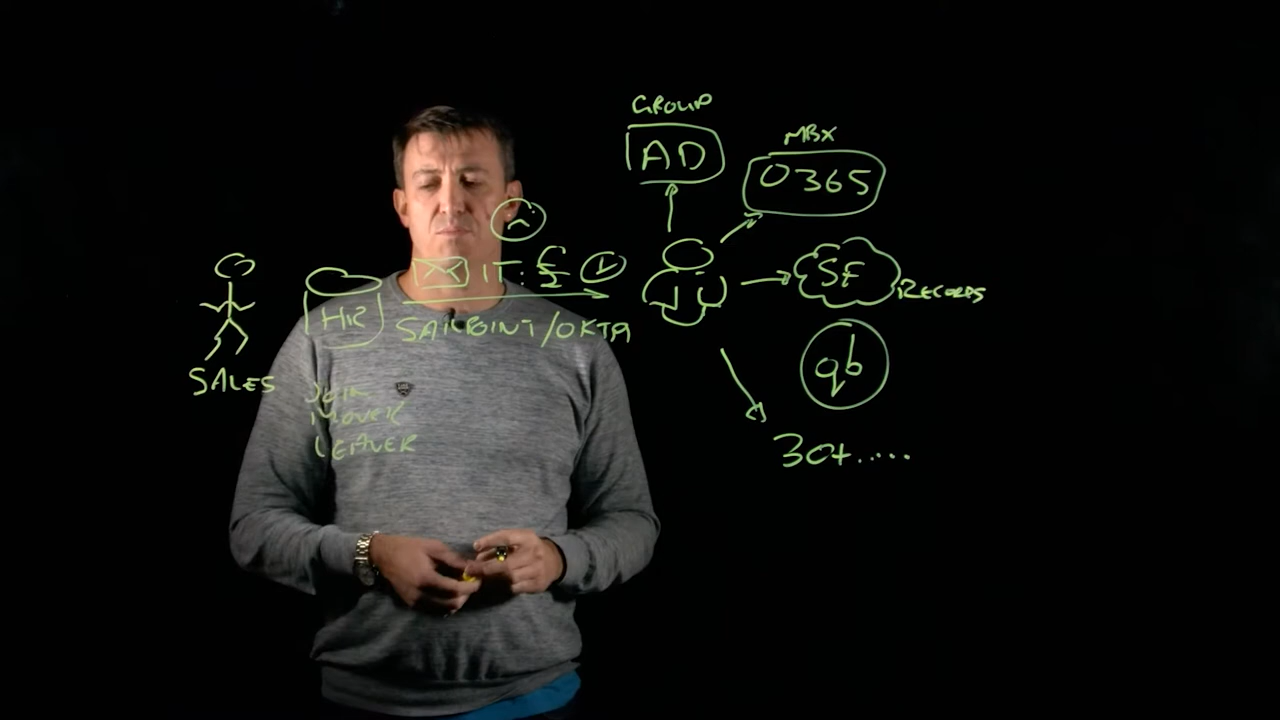 GROUP
AD
MBX
O365
SF
RECORDS
IT:
HR
SAILPOINT/OKTA
SALES
JOIN
MOVER
LEAVER
qb
30+.....